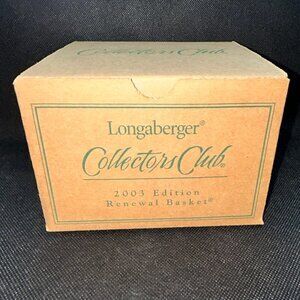 Collectors Club
Longaberger®
Collectors Club®
2003 Edition
Renewal Basket®